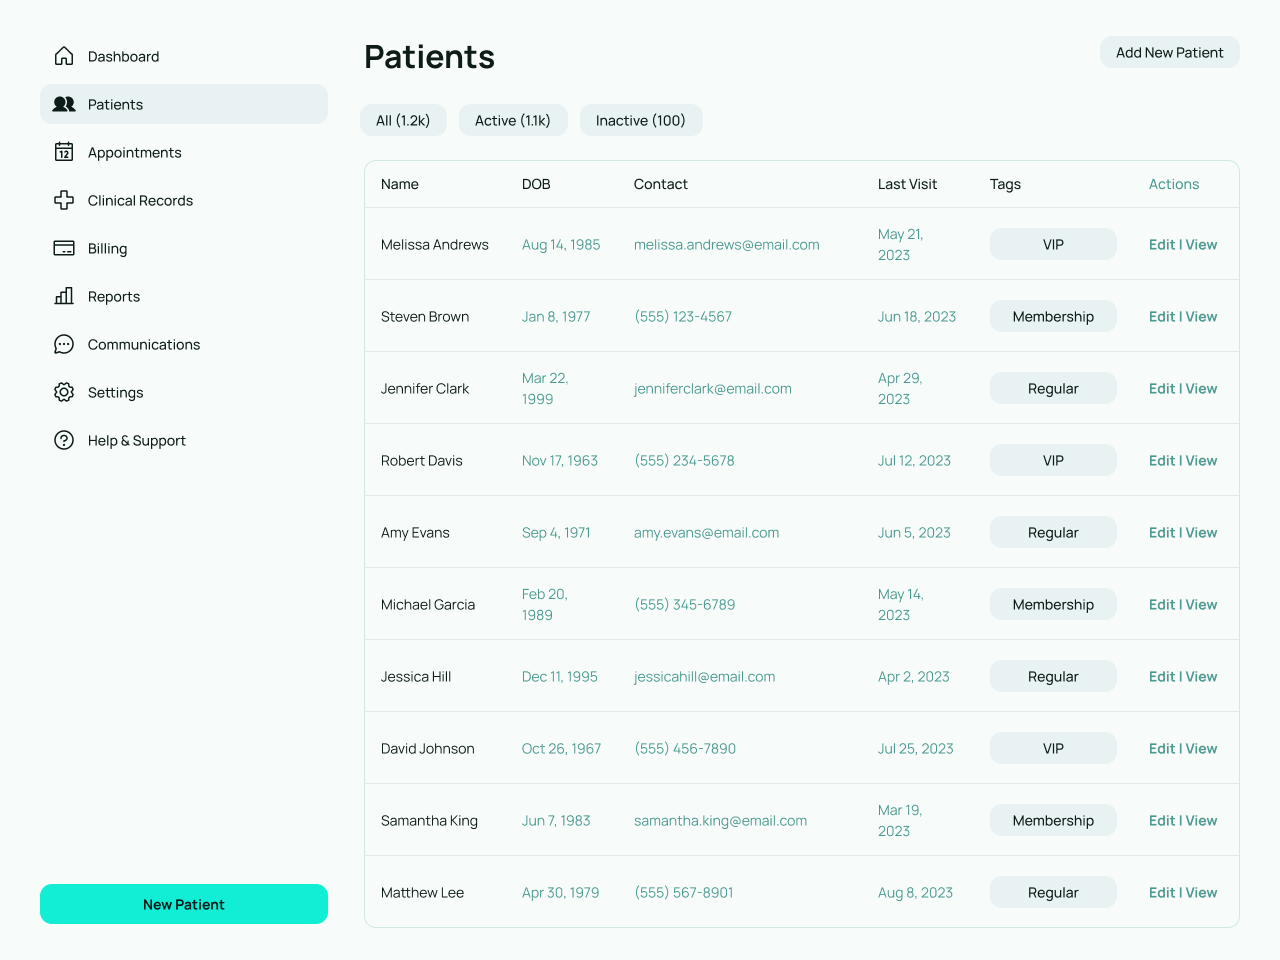 Dashboard
Patients
12
Appointments
Clinical Records
Billing
Reports
Communications
Settings
Help & Support
New Patient
Patients
Add New Patient
All (1.2k) Active (1.1k) Inactive (100)
Name DOB Contact Last Visit Tags Actions
Melissa Andrews Aug 14, 1985 melissa.andrews@email.com May 21,
2023 VIP Edit | View
Steven Brown Jan 8, 1977 (555) 123-4567 Jun 18, 2023 Membership Edit | View
Jennifer Clark Mar 22,
1999 jenniferclark@email.com Apr 29,
2023 Regular Edit | View
Robert Davis Nov 17, 1963 (555) 234-5678 Jul 12, 2023 VIP Edit | View
Amy Evans Sep 4, 1971 amy.evans@email.com Jun 5, 2023 Regular Edit | View
Michael Garcia Feb 20,
1989 (555) 345-6789 May 14,
2023 Membership Edit | View
Jessica Hill Dec 11, 1995 jessicahill@email.com Apr 2, 2023 Regular Edit | View
David Johnson Oct 26, 1967 (555) 456-7890 Jul 25, 2023 VIP Edit | View
Samantha King Jun 7, 1983 samantha.king@email.com Mar 19,
2023 Membership Edit | View
Matthew Lee Apr 30, 1979 (555) 567-8901 Aug 8, 2023 Regular Edit | View